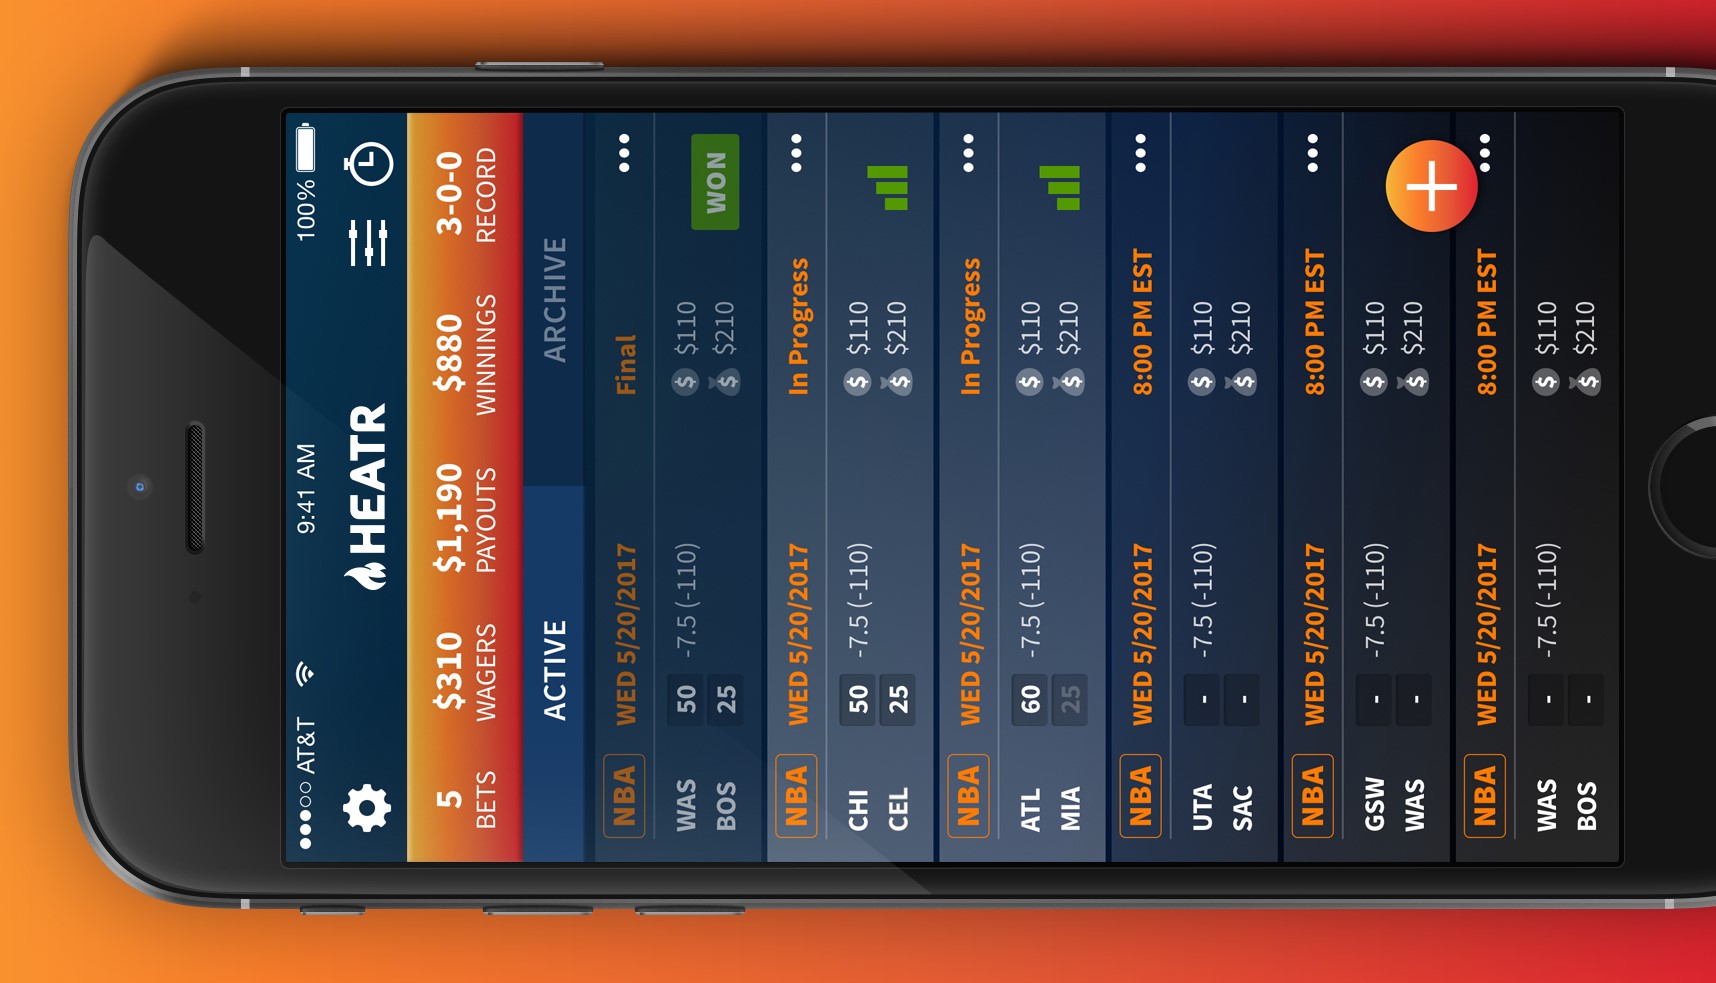 AT&T 9:41 AM 100%
HEATR
5 $310 $1,190 $880 3-0-0
BETS WAGERS PAYOUTS WINNINGS RECORD
ACTIVE ARCHIVE
NBA WED 5/20/2017 Final
WAS 50 -7.5 (-110) $ $110 WON
BOS 25 $ $210
NBA WED 5/20/2017 In Progress
CHI 50 -7.5 (-110) $ $110
CEL 25 $ $210
NBA WED 5/20/2017 In Progress
ATL 60 -7.5 (-110) $ $110
MIA 25 $ $210
NBA WED 5/20/2017 8:00 PM EST
UTA - -7.5 (-110) $ $110
SAC - $ $210
NBA WED 5/20/2017 8:00 PM EST
GSW - -7.5 (-110) $ $110
WAS - $ $210
NBA WED 5/20/2017 8:00 PM EST
WAS - -7.5 (-110) $ $110
BOS - $ $210